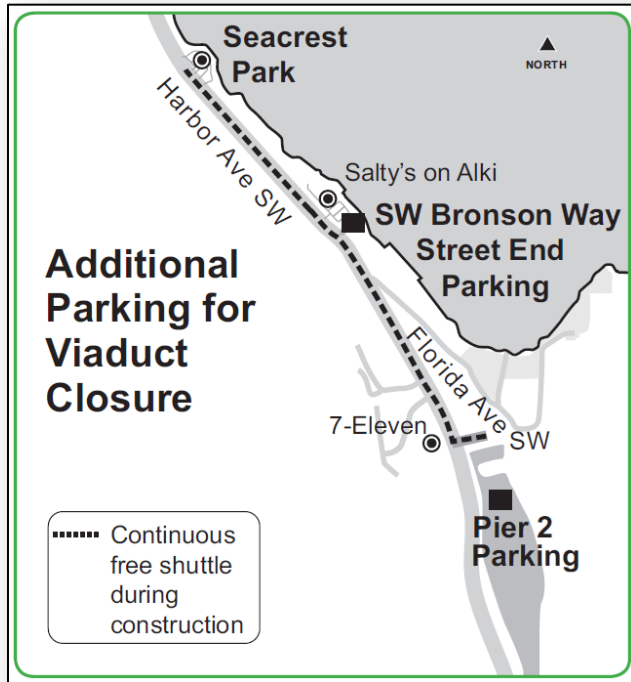 Seacrest
Park
NORTH
Harbor Ave SW
Salty's on Alki
SW Bronson Way
Street End
Parking
Additional
Parking for
Viaduct
Closure
Florida Ave SW
7-Eleven
Pier 2
Parking
Continuous
free shuttle
during
construction